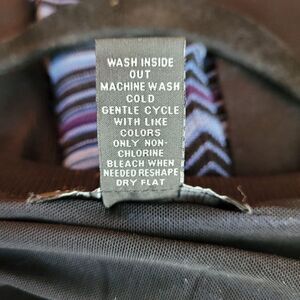 WASH INSIDE
OUT
MACHINE WASH
COLD
GENTLE CYCLE
WITH LIKE
COLORS
ONLY NON-
CHLORINE
BLEACH WHEN
NEEDED RESHAPE
DRY FLAT